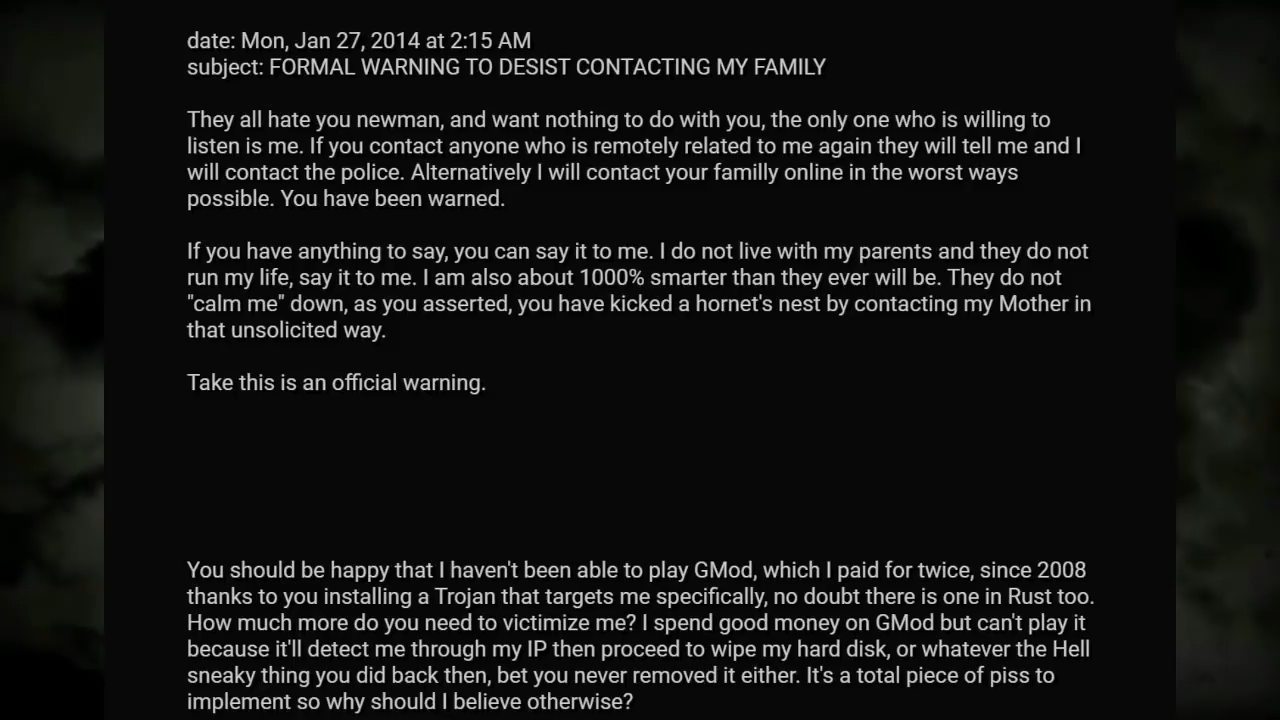 date: Mon, Jan 27, 2014 at 2:15 AM
subject: FORMAL WARNING TO DESIST CONTACTING MY FAMILY
They all hate you newman, and want nothing to do with you, the only one who is willing to
listen is me. If you contact anyone who is remotely related to me again they will tell me and I
will contact the police. Alternatively I will contact your familly online in the worst ways
possible. You have been warned.
If you have anything to say, you can say it to me. I do not live with my parents and they do not
run my life, say it to me. I am also about 1000% smarter than they ever will be. They do not
"calm me" down, as you asserted, you have kicked a hornet's nest by contacting my Mother in
that unsolicited way.
Take this is an official warning.
You should be happy that I haven't been able to play GMod, which I paid for twice, since 2008
thanks to you installing a Trojan that targets me specifically, no doubt there is one in Rust too.
How much more do you need to victimize me? I spend good money on GMod but can't play it
because it'll detect me through my IP then proceed to wipe my hard disk, or whatever the Hell
sneaky thing you did back then, bet you never removed it either. It's a total piece of piss to
implement so why should I believe otherwise?